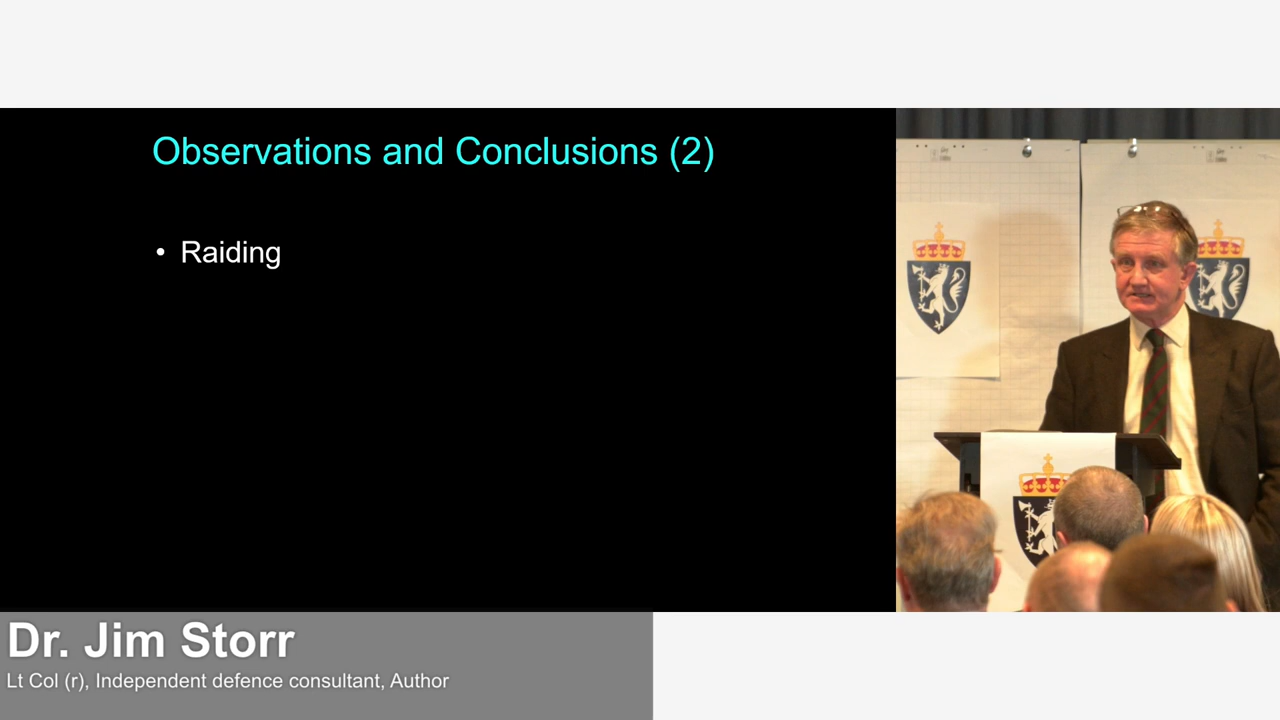 Observations and Conclusions (2)
• Raiding
Dr. Jim Storr
Lt Col (r), Independent defence consultant, Author